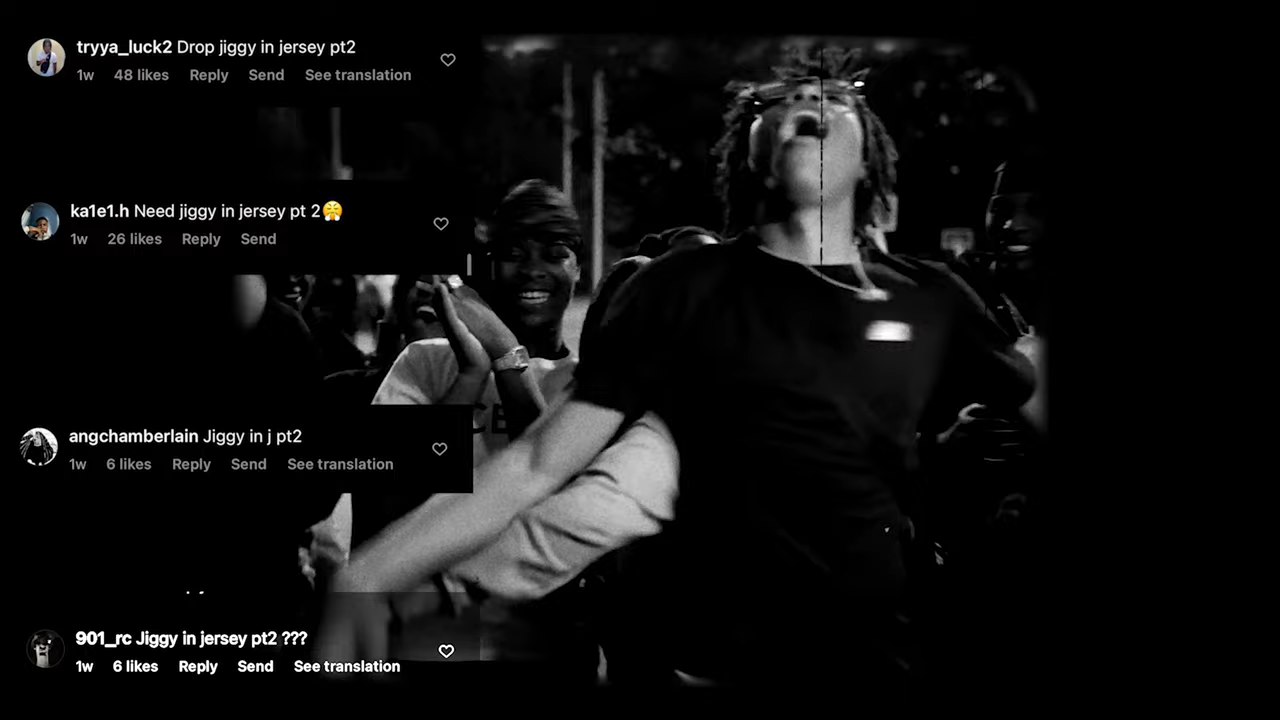 tryya_luck2 Drop jiggy in jersey pt2
1w 48 likes Reply Send See translation
ka1e1.h Need jiggy in jersey pt 2😤
1w 26 likes Reply Send
angchamberlain Jiggy in j pt2
1w 6 likes Reply Send See translation
901_rc Jiggy in jersey pt2 ???
1w 6 likes Reply Send See translation